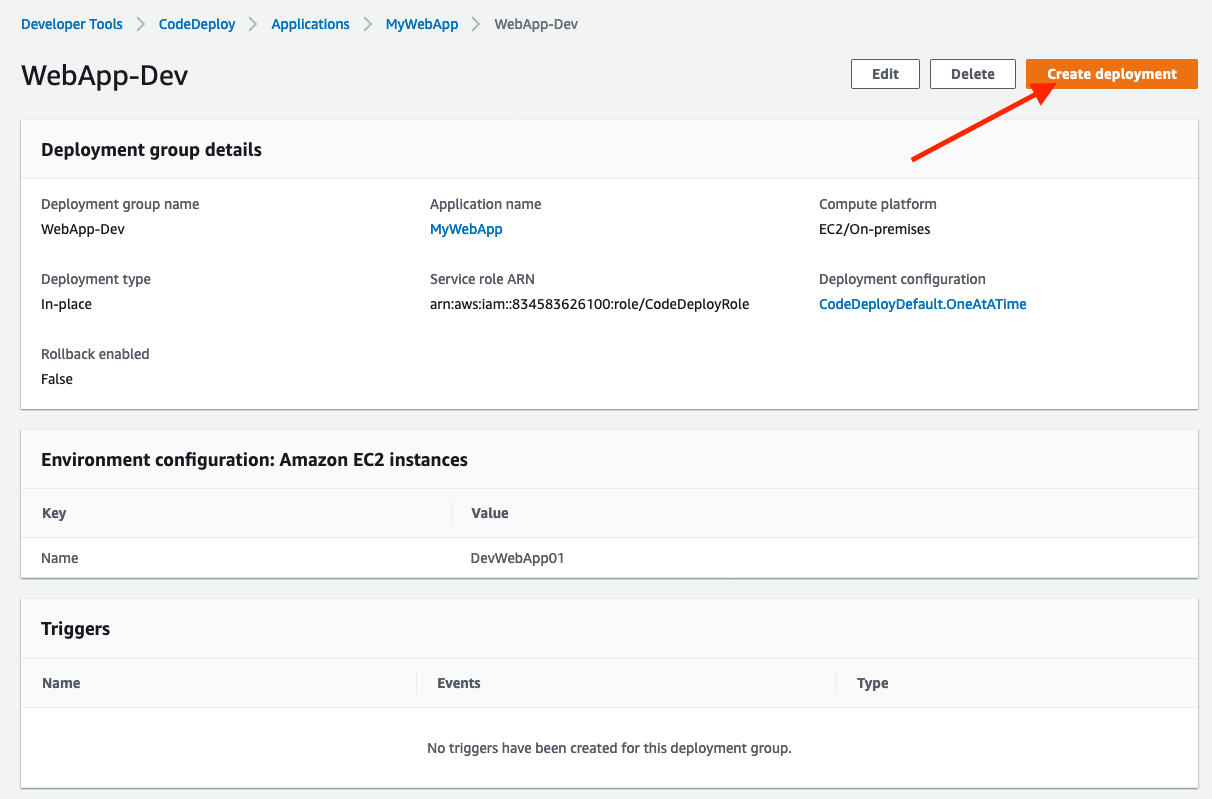 Developer Tools > CodeDeploy > Applications > MyWebApp > WebApp-Dev
WebApp-Dev
Edit
Delete
Create deployment
Deployment group details
Deployment group name
Application name
Compute platform
WebApp-Dev
MyWebApp
EC2/On-premises
Deployment type
Service role ARN
Deployment configuration
In-place
arn:aws:iam::834583626100:role/CodeDeployRole
CodeDeployDefault.OneAtATime
Rollback enabled
False
Environment configuration: Amazon EC2 instances
Key
Value
Name
DevWebApp01
Triggers
Name
Events
Type
No triggers have been created for this deployment group.